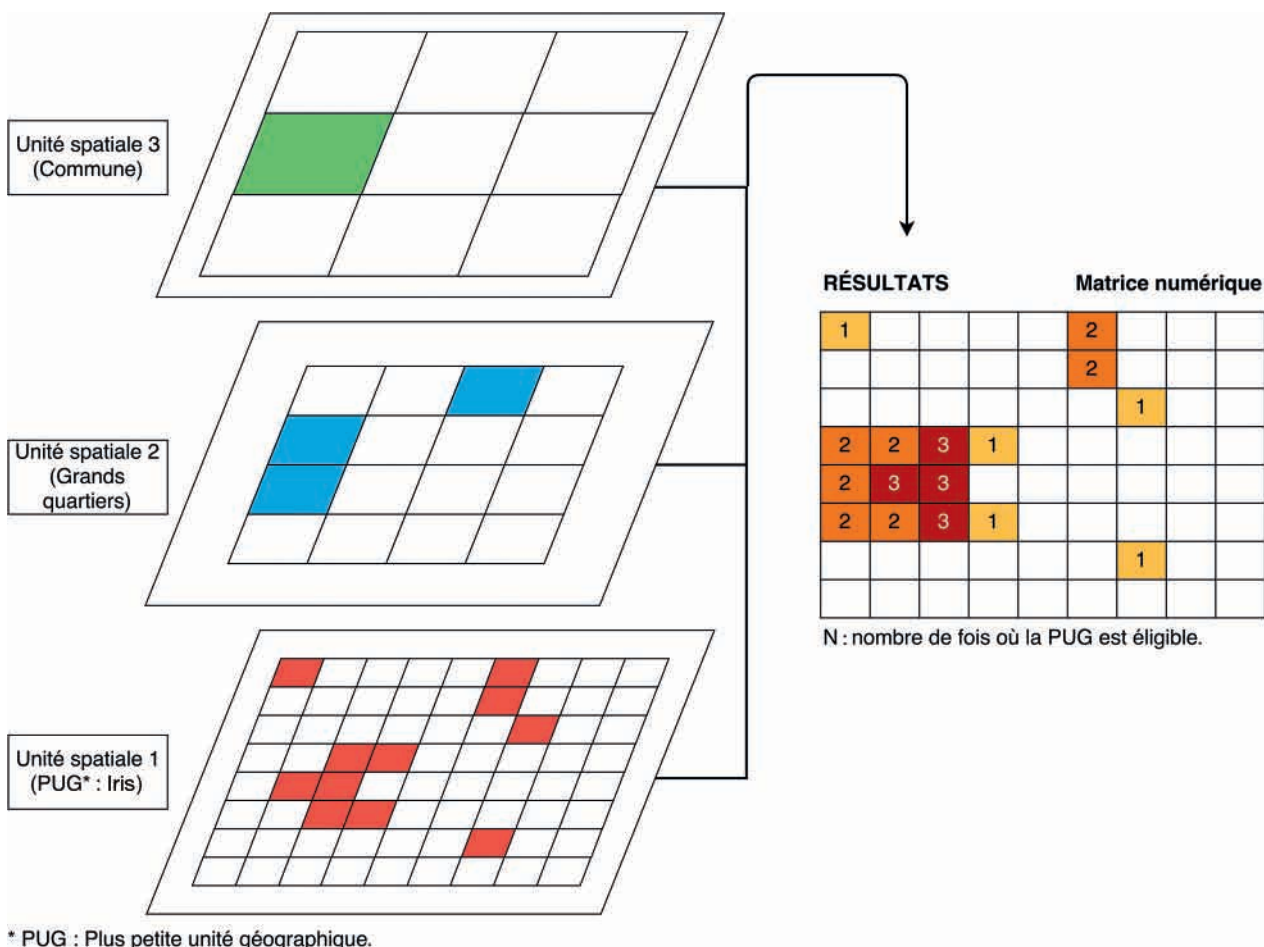 Unité spatiale 3
(Commune)
RÉSULTATS Matrice numérique
1 2
2
1
2 2 3 1
2 3 3
2 2 3 1
1
N : nombre de fois où la PUG est éligible.
Unité spatiale 2
(Grands
quartiers)
Unité spatiale 1
(PUG* : Iris)
* PUG : Plus petite unité géographique.